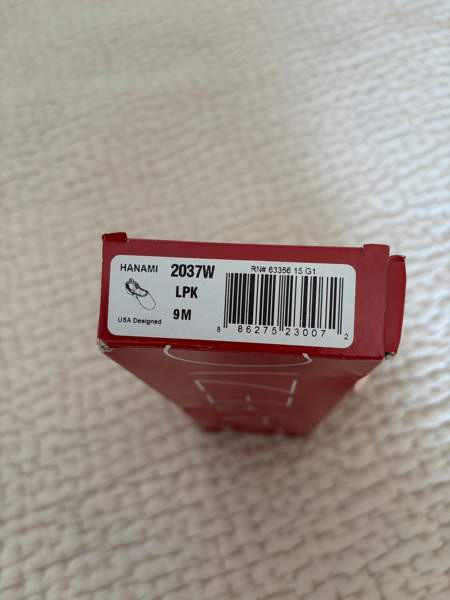 HANAMI 2037W RN# 63356 15 G1
LPK
9M
USA Designed
8 86275 23007 2